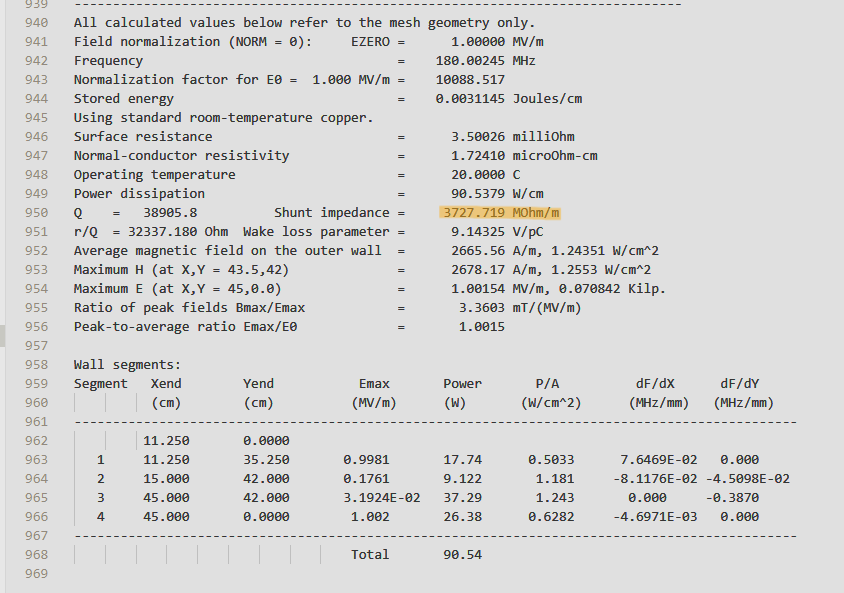 939 -------------------------------------------------------------------------------
940 All calculated values below refer to the mesh geometry only.
941 Field normalization (NORM = 0): EZERO = 1.00000 MV/m
942 Frequency = 180.00245 MHz
943 Normalization factor for E0 = 1.000 MV/m = 10088.517
944 Stored energy = 0.0031145 Joules/cm
945 Using standard room-temperature copper.
946 Surface resistance = 3.50026 milliOhm
947 Normal-conductor resistivity = 1.72410 microOhm-cm
948 Operating temperature = 20.0000 C
949 Power dissipation = 90.5379 W/cm
950 Q = 38905.8 Shunt impedance = 3727.719 MOhm/m
951 r/Q = 32337.180 Ohm Wake loss parameter = 9.14325 V/pC
952 Average magnetic field on the outer wall = 2665.56 A/m, 1.24351 W/cm^2
953 Maximum H (at X,Y = 43.5,42) = 2678.17 A/m, 1.2553 W/cm^2
954 Maximum E (at X,Y = 45,0.0) = 1.00154 MV/m, 0.070842 Kilp.
955 Ratio of peak fields Bmax/Emax = 3.3603 mT/(MV/m)
956 Peak-to-average ratio Emax/E0 = 1.0015
957
958 Wall segments:
959 Segment Xend Yend Emax Power P/A dF/dX dF/dY
960 (cm) (cm) (MV/m) (W) (W/cm^2) (MHz/mm) (MHz/mm)
961 ----------------------------------------------------------------------------------------------
962 11.250 0.0000
963 1 11.250 35.250 0.9981 17.74 0.5033 7.6469E-02 0.000
964 2 15.000 42.000 0.1761 9.122 1.181 -8.1176E-02 -4.5098E-02
965 3 45.000 42.000 3.1924E-02 37.29 1.243 0.000 -0.3870
966 4 45.000 0.0000 1.002 26.38 0.6282 -4.6971E-03 0.000
967 ----------------------------------------------------------------------------------------------
968 Total 90.54
969